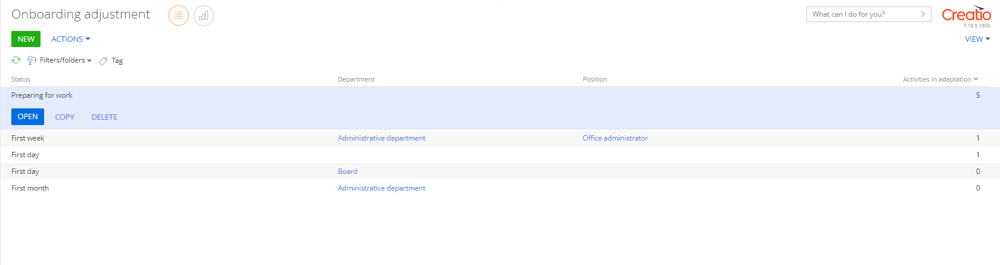 Onboarding adjustment
What can I do for you?
Creatio
7.18.5.1500
NEW ACTIONS VIEW
Filters/folders Tag
Status Department Position Activities in adaptation
Preparing for work 5
OPEN COPY DELETE
First week Administrative department Office administrator 1
First day 1
First day Board 0
First month Administrative department 0